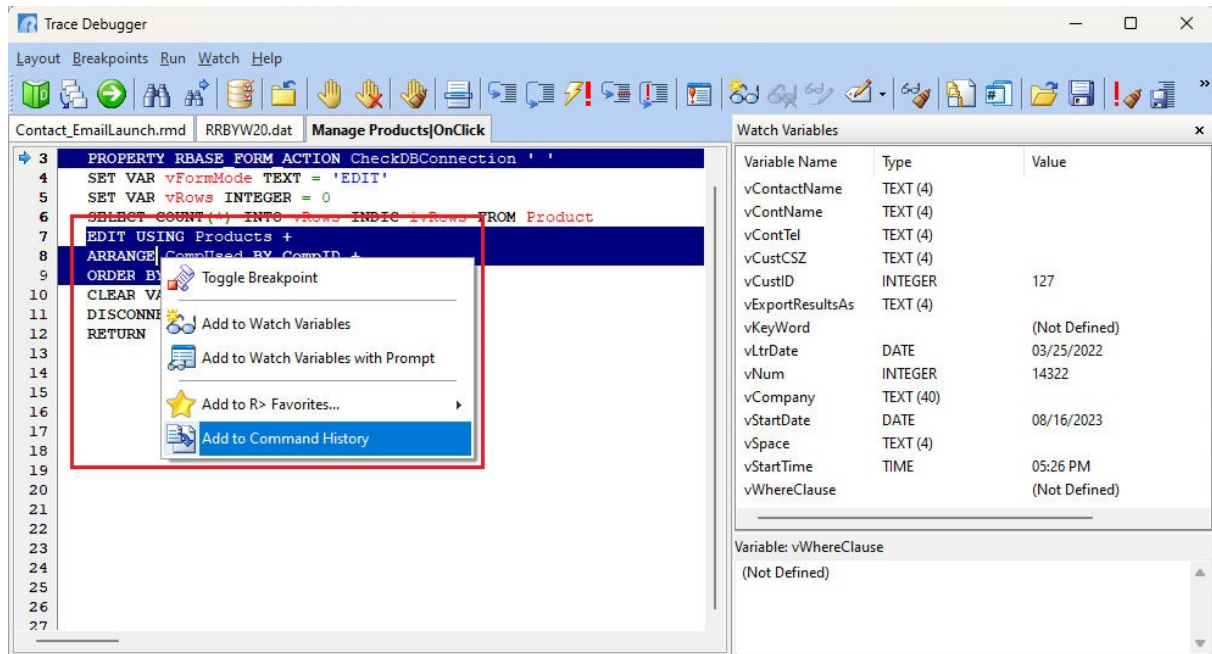 Trace Debugger
Layout Breakpoints Run Watch Help
Contact_EmailLaunch.rmd RRBYW20.dat Manage Products|OnClick
3 PROPERTY RBASE_FORM_ACTION CheckDBConnection ' '
4 SET VAR vFormMode TEXT = 'EDIT'
5 SET VAR vRows INTEGER = 0
6 SELECT COUNT(*) INTO vRows INDIC ivRows FROM Product
7 EDIT USING Products +
8 ARRANGE CompUsed BY CompID +
9 ORDER BY
10 CLEAR VA
11 DISCONNE
12 RETURN
13
14
15
16
17
18
19
20
21
22
23
24
25
26
27
Toggle Breakpoint
Add to Watch Variables
Add to Watch Variables with Prompt
Add to R> Favorites...
Add to Command History
Watch Variables
Variable Name Type Value
vContactName TEXT (4)
vContName TEXT (4)
vContTel TEXT (4)
vCustCSZ TEXT (4)
vCustID INTEGER 127
vExportResultsAs TEXT (4)
vKeyWord (Not Defined)
vLtrDate DATE 03/25/2022
vNum INTEGER 14322
vCompany TEXT (40)
vStartDate DATE 08/16/2023
vSpace TEXT (4)
vStartTime TIME 05:26 PM
vWhereClause (Not Defined)
Variable: vWhereClause
(Not Defined)